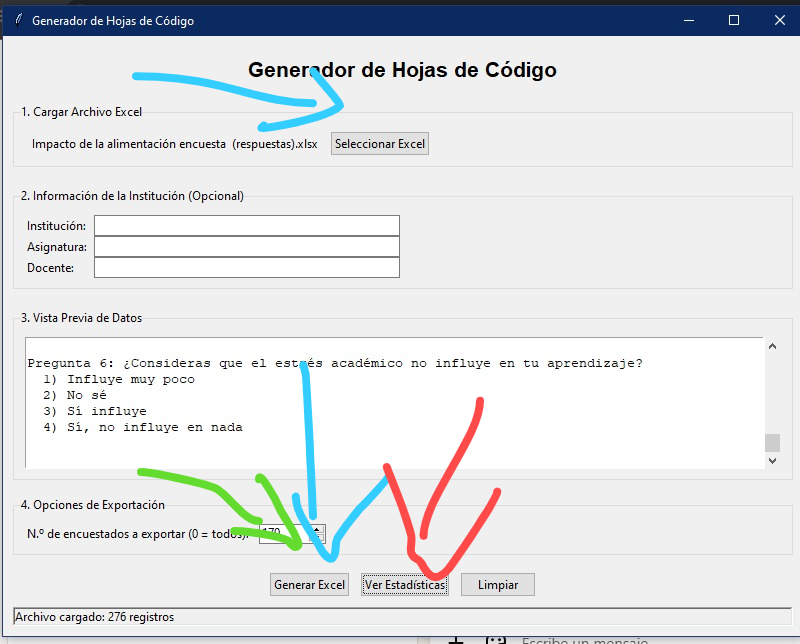 Generador de Hojas de Código
Generador de Hojas de Código
1. Cargar Archivo Excel
Impacto de la alimentación encuesta (respuestas).xlsx Seleccionar Excel
2. Información de la Institución (Opcional)
Institución:
Asignatura:
Docente:
3. Vista Previa de Datos
Pregunta 6: ¿Consideras que el estrés académico no influye en tu aprendizaje?
1) Influye muy poco
2) No sé
3) Sí influye
4) Sí, no influye en nada
4. Opciones de Exportación
N.º de encuestados a exportar (0 = todos):
Generar Excel Ver Estadísticas Limpiar
Archivo cargado: 276 registros
Escribe un mensaje